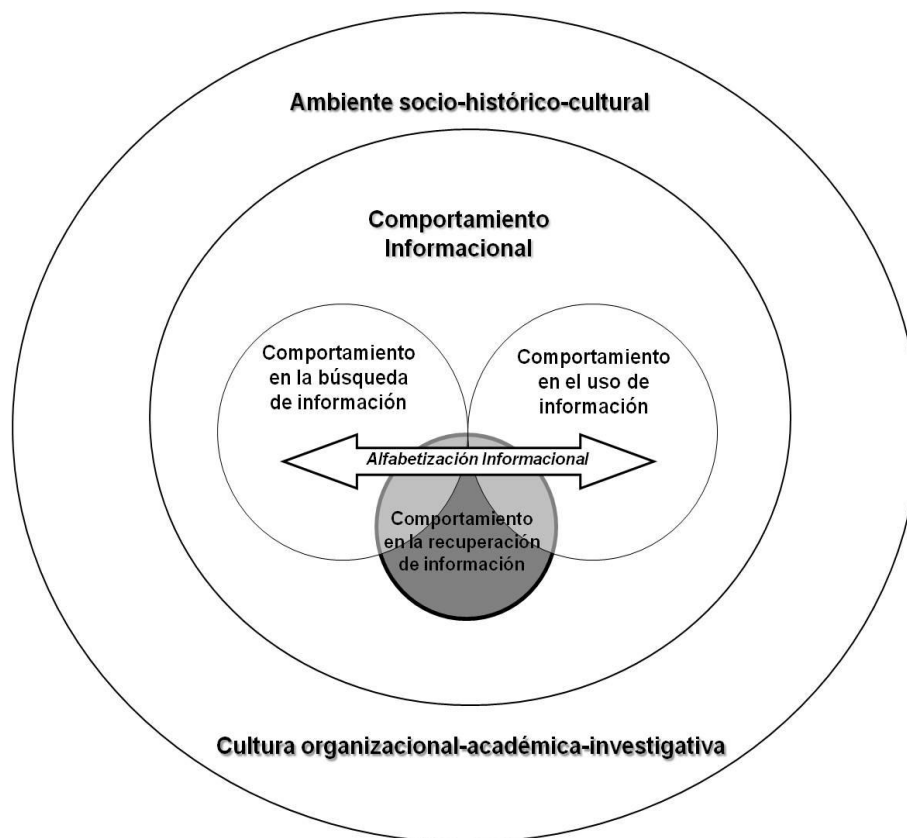 Ambiente socio-histórico-cultural
Comportamiento
Informacional
Comportamiento
en la búsqueda
de información
Comportamiento
en el uso de
información
Alfabetización Informacional
Comportamiento
en la recuperación
de información
Cultura organizacional-académica-investigativa